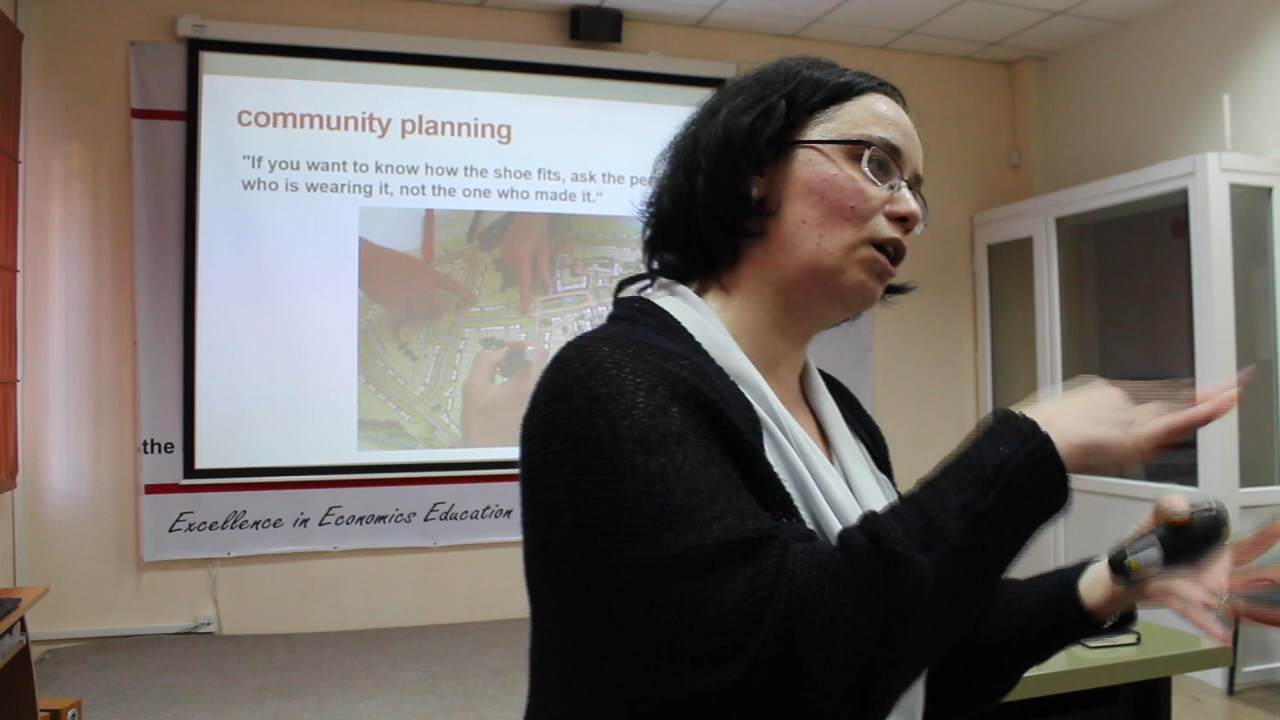 community planning
"If you want to know how the shoe fits, ask the
who is wearing it, not the one who made it."
the
Excellence in Economics Education